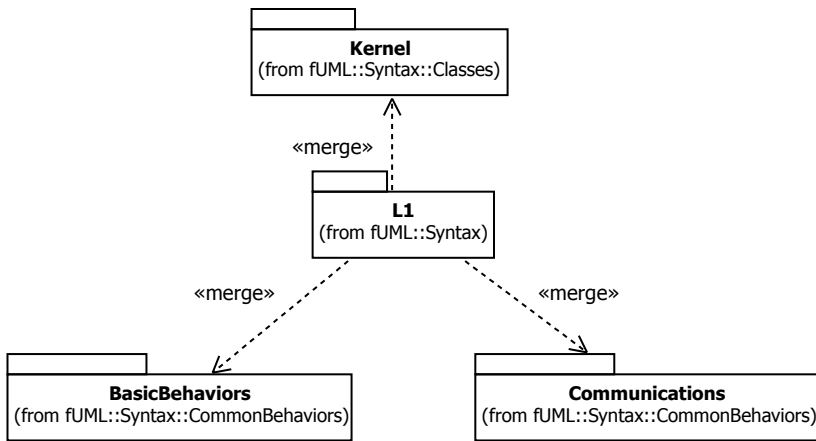 Kernel
(from fUML::Syntax::Classes)
«merge»
L1
(from fUML::Syntax)
«merge»
«merge»
BasicBehaviors
(from fUML::Syntax::CommonBehaviors)
Communications
(from fUML::Syntax::CommonBehaviors)